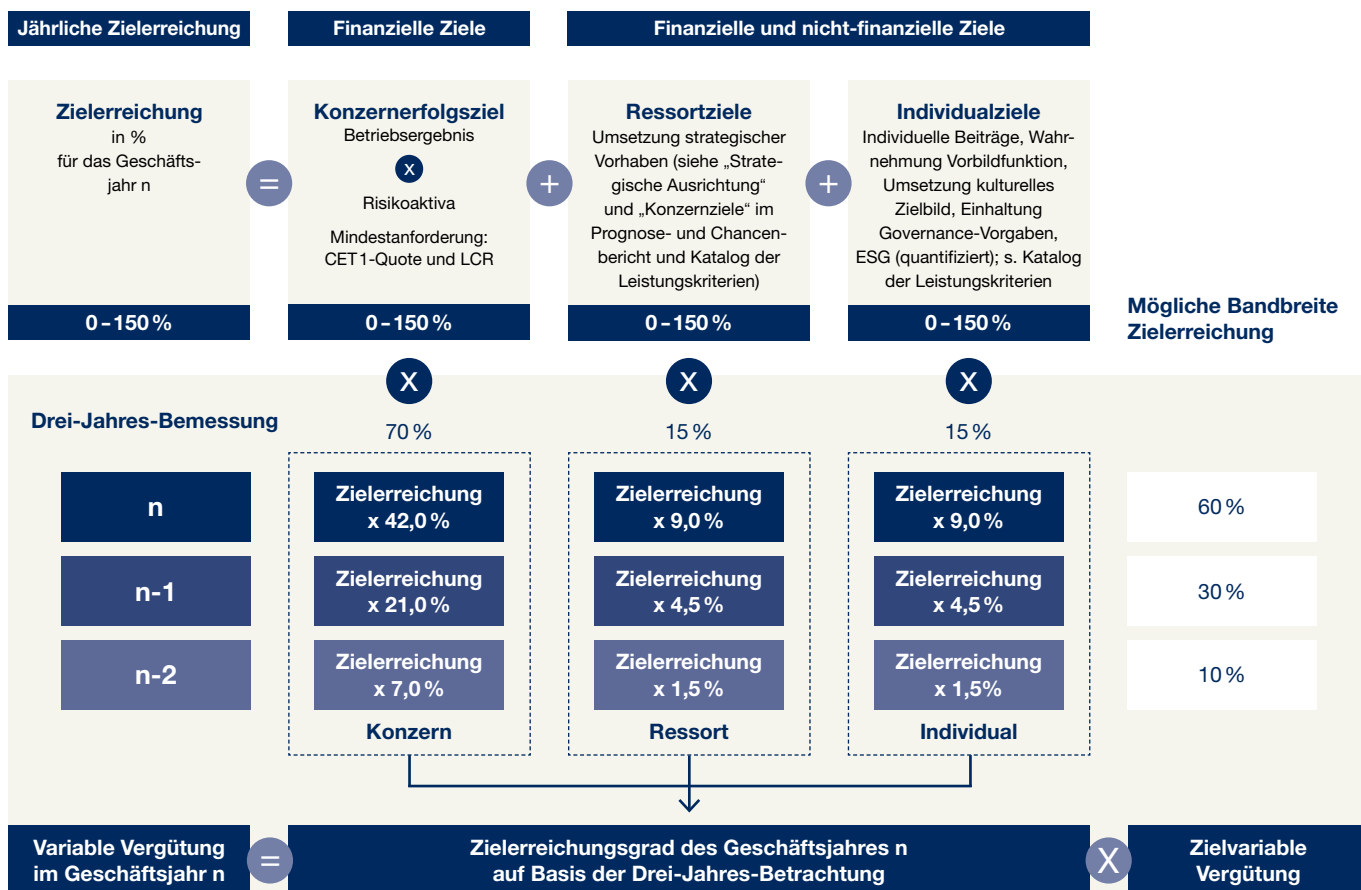 Jährliche Zielerreichung
Finanzielle Ziele
Finanzielle und nicht-finanzielle Ziele
Zielerreichung
in %
für das Geschäfts-
jahr n
=
Konzernerfolgsziel
Betriebsergebnis
x
Risikoaktiva
Mindestanforderung:
CET1-Quote und LCR
+
Ressortziele
Umsetzung strategischer
Vorhaben (siehe „Strate-
gische Ausrichtung“
und „Konzernziele“ im
Prognose- und Chancen-
bericht und Katalog der
Leistungskriterien)
+
Individualziele
Individuelle Beiträge, Wahr-
nehmung Vorbildfunktion,
Umsetzung kulturelles
Zielbild, Einhaltung
Governance-Vorgaben,
ESG (quantifiziert); s. Katalog
der Leistungskriterien
0–150 %
0–150 %
0–150 %
0–150 %
Mögliche Bandbreite
Zielerreichung
x
x
x
Drei-Jahres-Bemessung
70 %
15 %
15 %
n
Zielerreichung
x 42,0 %
Zielerreichung
x 9,0 %
Zielerreichung
x 9,0 %
60 %
n-1
Zielerreichung
x 21,0 %
Zielerreichung
x 4,5 %
Zielerreichung
x 4,5 %
30 %
n-2
Zielerreichung
x 7,0 %
Zielerreichung
x 1,5 %
Zielerreichung
x 1,5%
10 %
Konzern
Ressort
Individual
Variable Vergütung
im Geschäftsjahr n
=
Zielerreichungsgrad des Geschäftsjahres n
auf Basis der Drei-Jahres-Betrachtung
X
Zielvariable
Vergütung